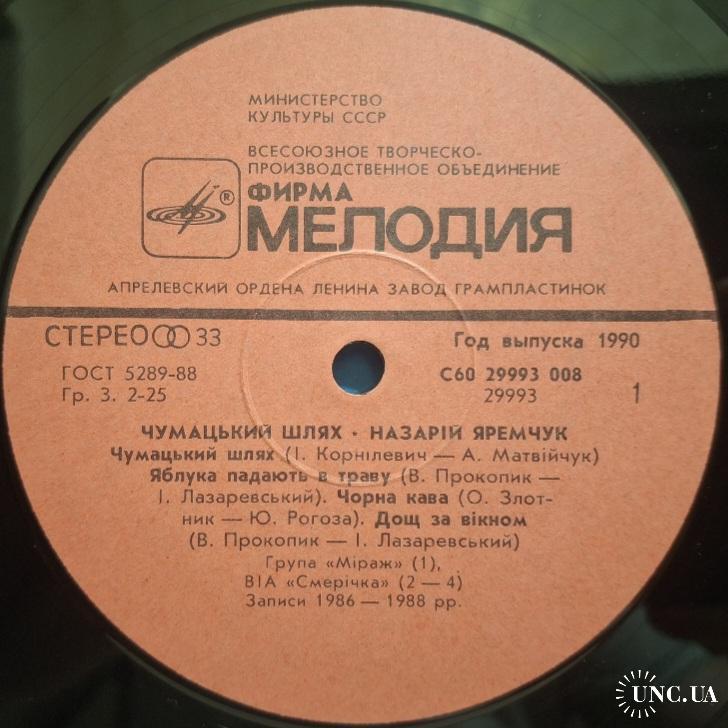 МИНИСТЕРСТВО
КУЛЬТУРЫ СССР
ВСЕСОЮЗНОЕ ТВОРЧЕСКО-
ПРОИЗВОДСТВЕННОЕ ОБЪЕДИНЕНИЕ
ФИРМА
®
МЕЛОДИЯ
АПРЕЛЕВСКИЙ ОРДЕНА ЛЕНИНА ЗАВОД ГРАМПЛАСТИНОК
СТЕРЕО 33
Год выпуска 1990
ГОСТ 5289-88
С60 29993 008
Гр. 3. 2-25
29993
1
ЧУМАЦЬКИЙ ШЛЯХ · НАЗАРІЙ ЯРЕМЧУК
Чумацький шлях (І. Корнілевич — А. Матвійчук)
Яблука падають в траву (В. Прокопик —
І. Лазаревський). Чорна кава (О. Злот-
ник — Ю. Рогоза). Дощ за вікном
(В. Прокопик — І. Лазаревський)
Група «Міраж» (1),
ВІА «Смерічка» (2 — 4)
Записи 1986 — 1988 рр.
UNC.UA